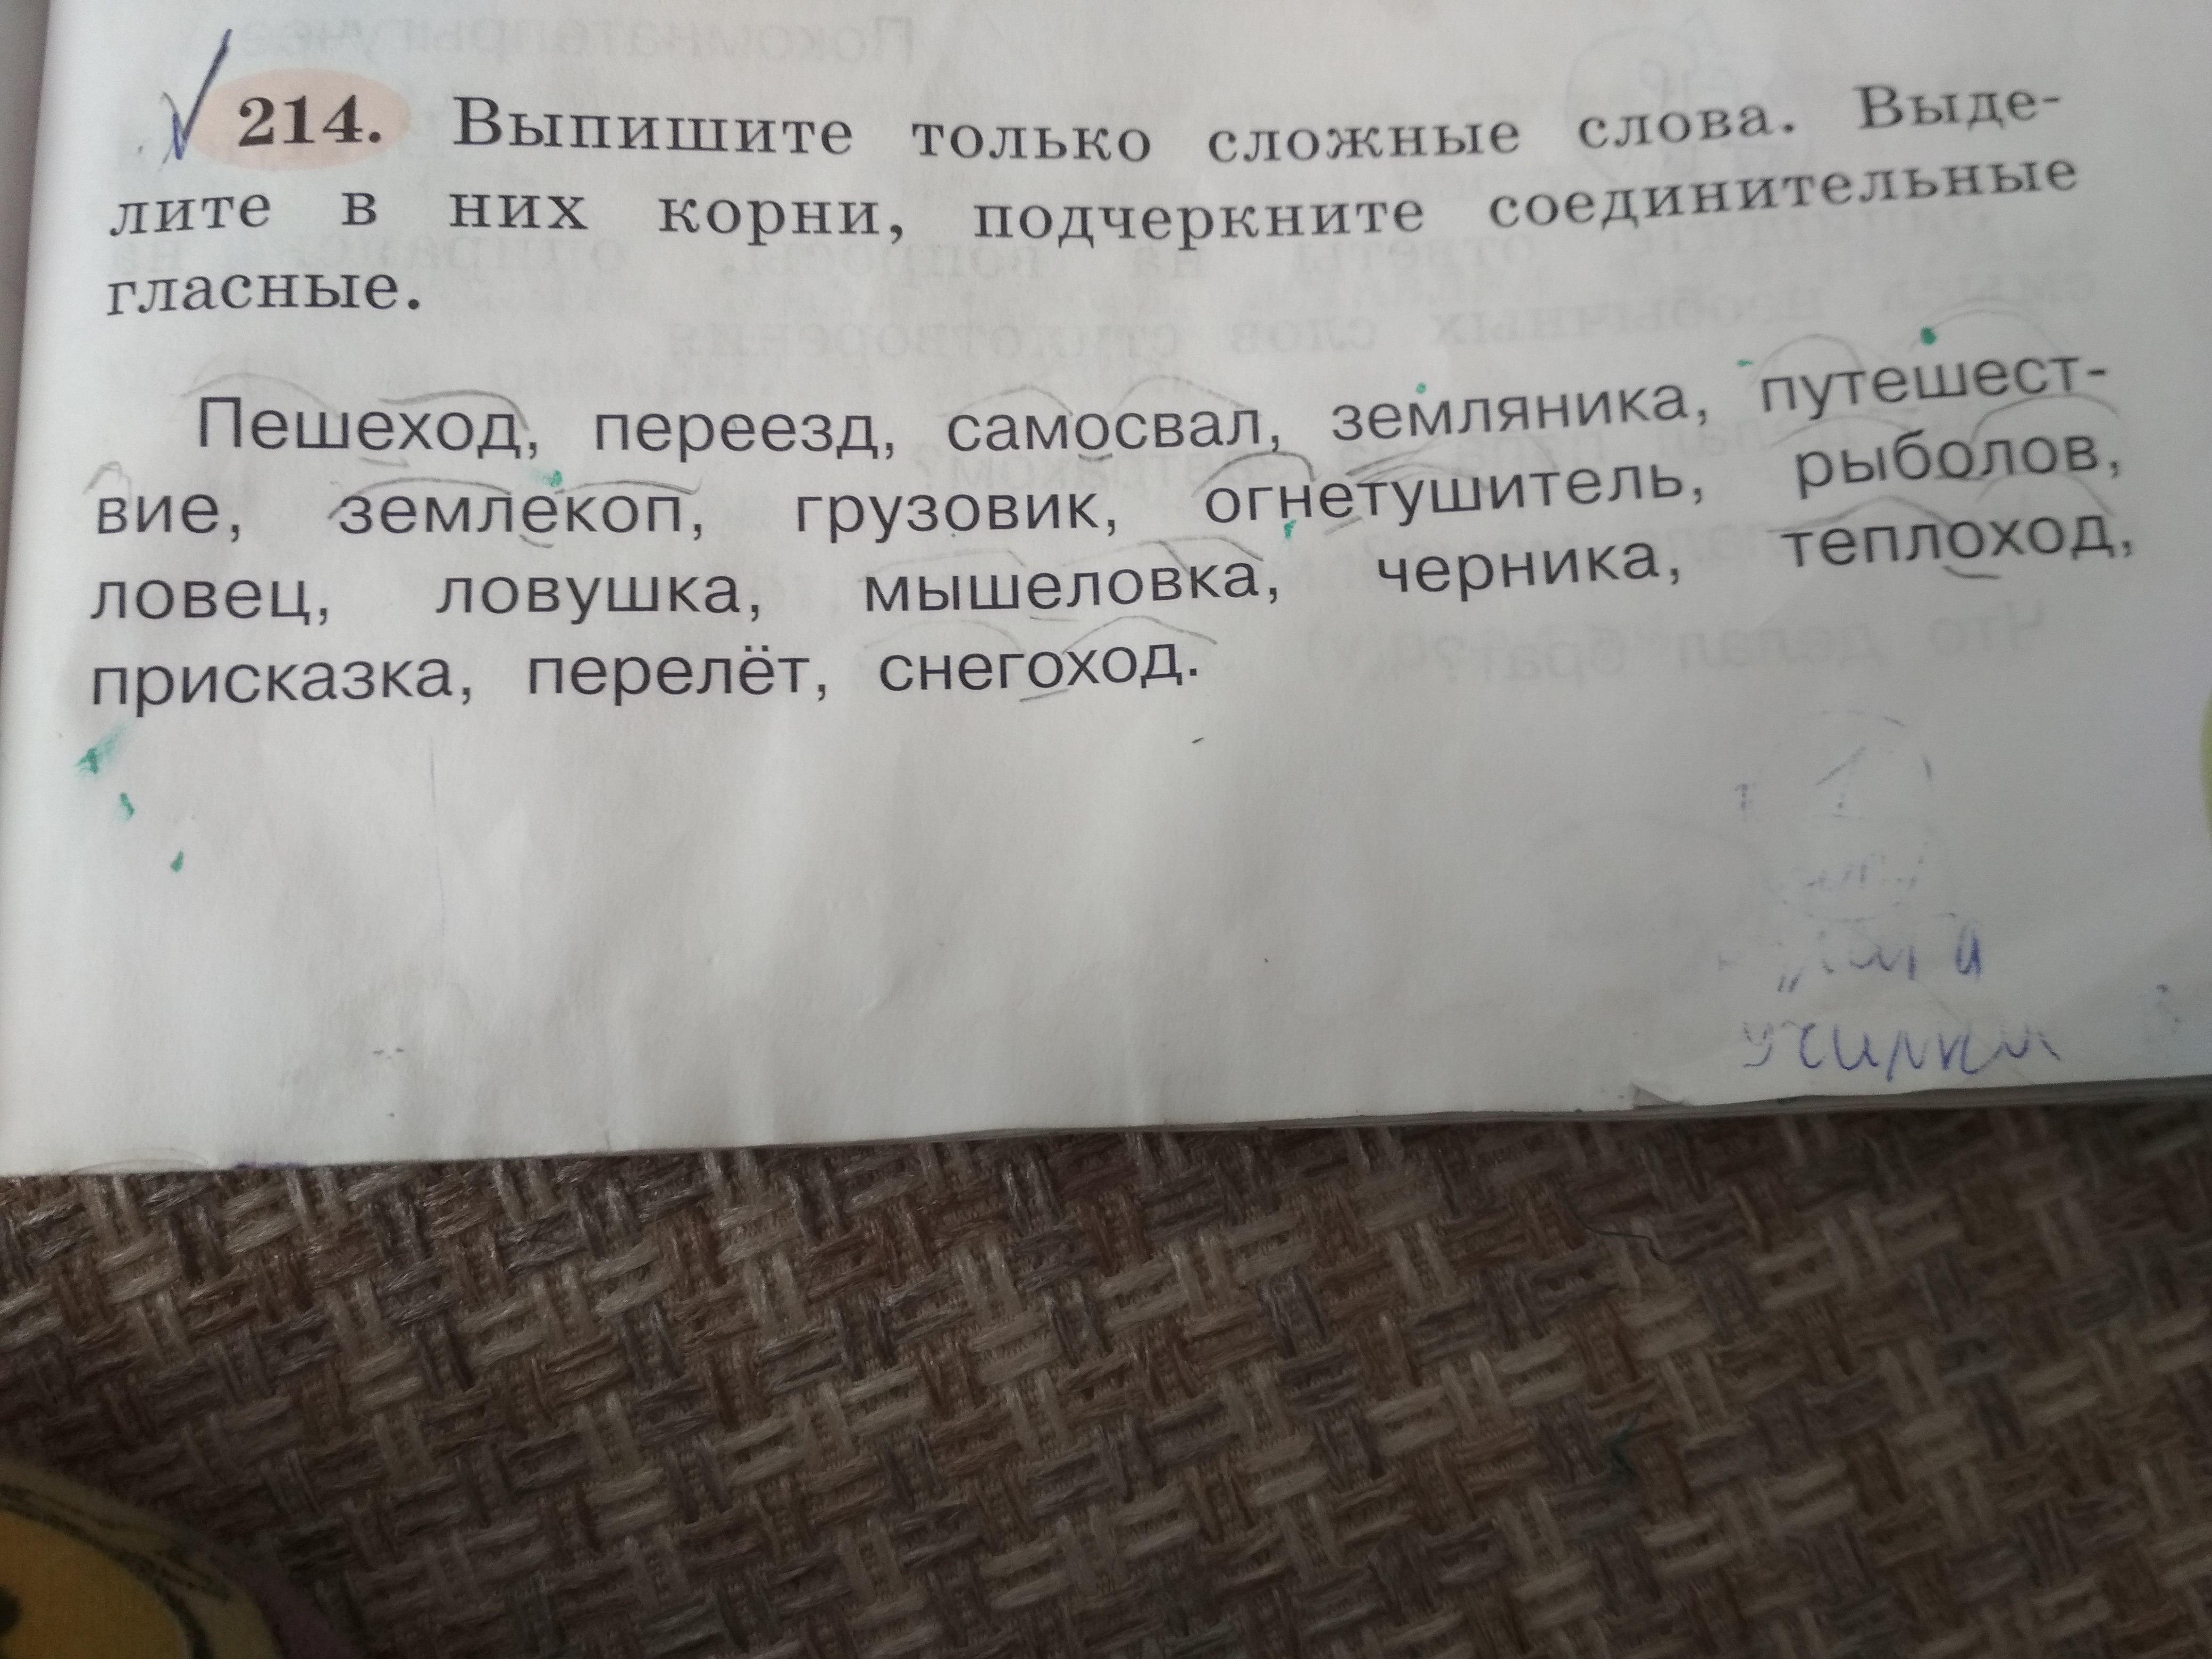 214. Выпишите только сложные слова. Выде-
лите в них корни, подчеркните соединительные
гласные.
Пешеход, переезд, самосвал, земляника, путешест-
вие, землекоп, грузовик, огнетушитель, рыболов,
ловец, ловушка, мышеловка, черника, теплоход,
присказка, перелёт, снегоход.